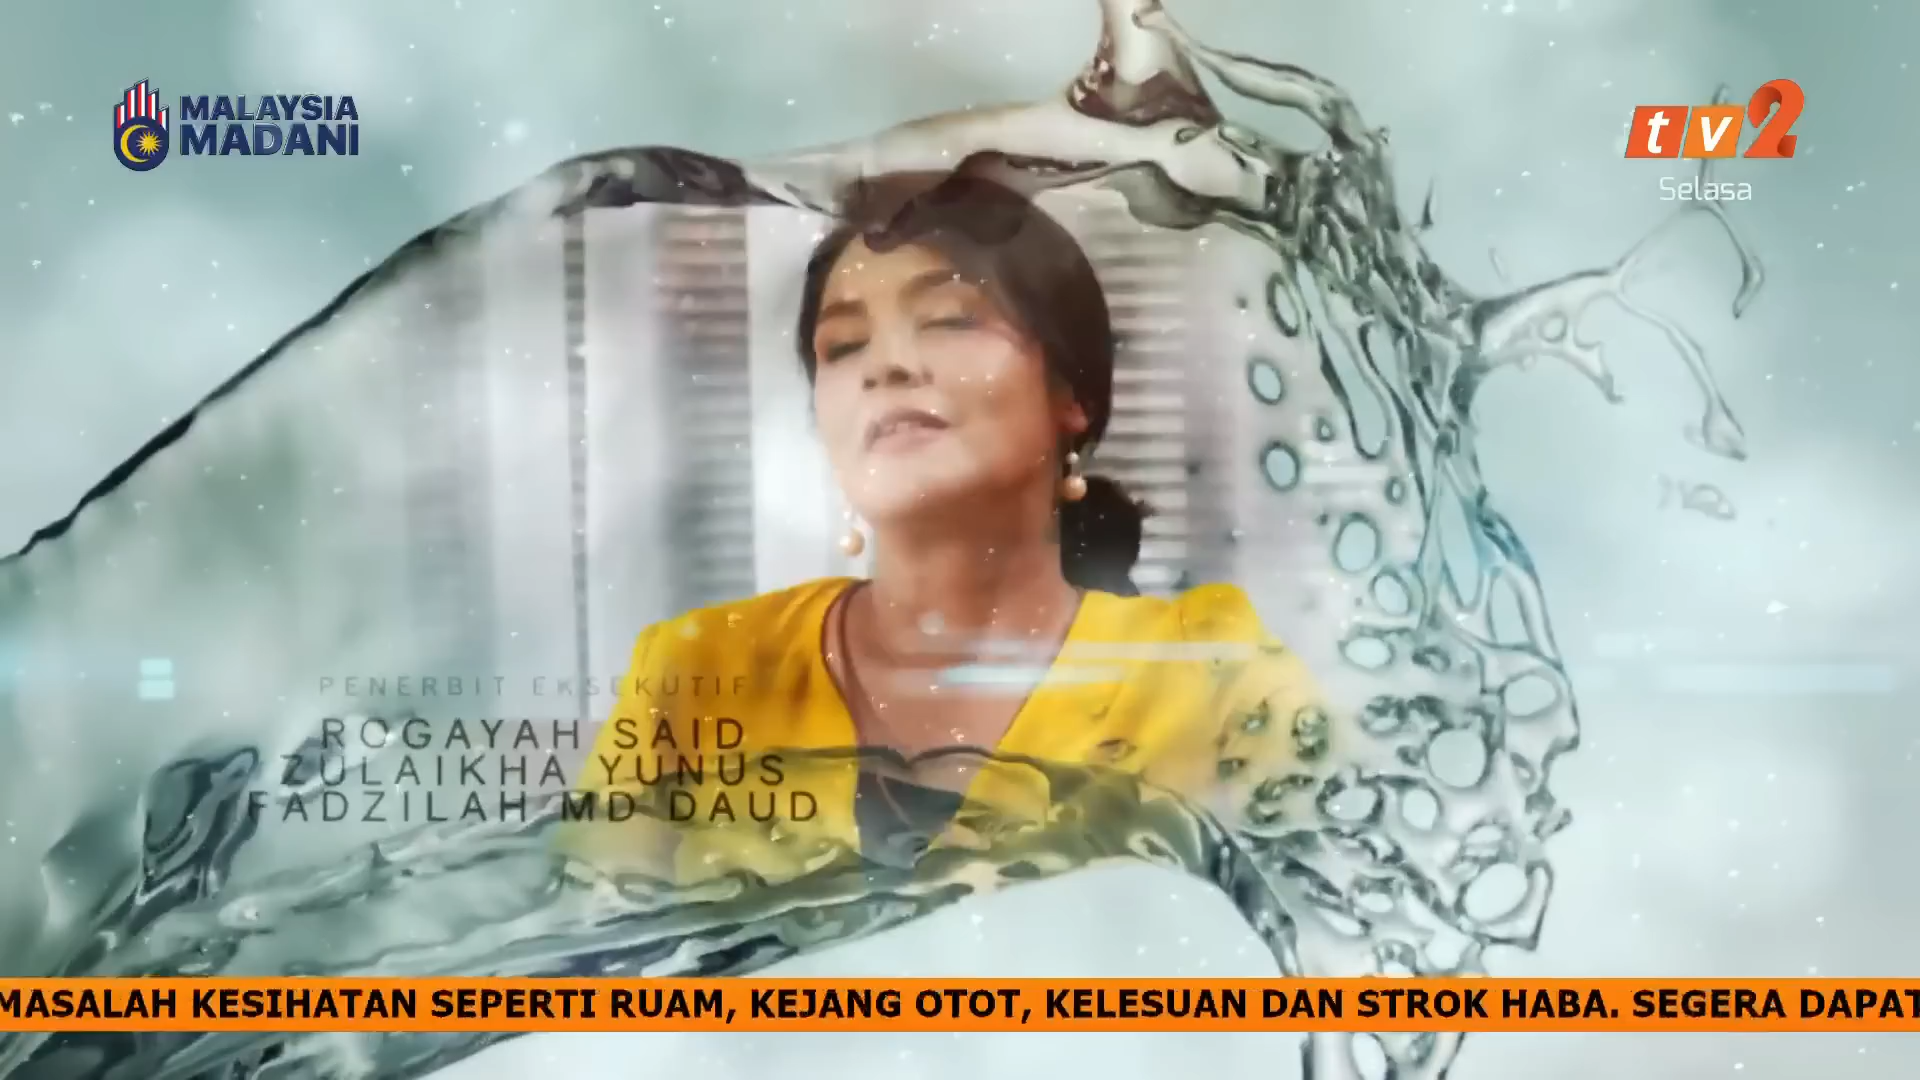 MALAYSIA
MADANI
tv2
Selasa
PENERBIT EKSEKUTIF
ROGAYAH SAID
ZULAIKHA YUNUS
FADZILAH MD DAUD
MASALAH KESIHATAN SEPERTI RUAM, KEJANG OTOT, KELESUAN DAN STROK HABA. SEGERA DAPAT